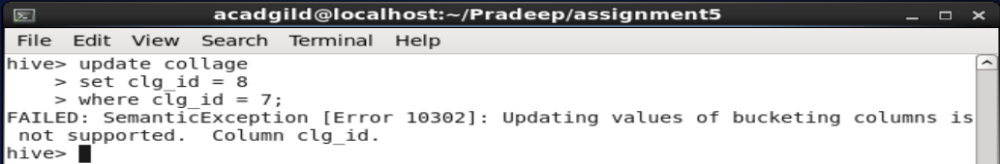 acadgild@localhost:~/Pradeep/assignment5
File Edit View Search Terminal Help
hive> update collage
    > set clg_id = 8
    > where clg_id = 7;
FAILED: SemanticException [Error 10302]: Updating values of bucketing columns is
 not supported.  Column clg_id.
hive>